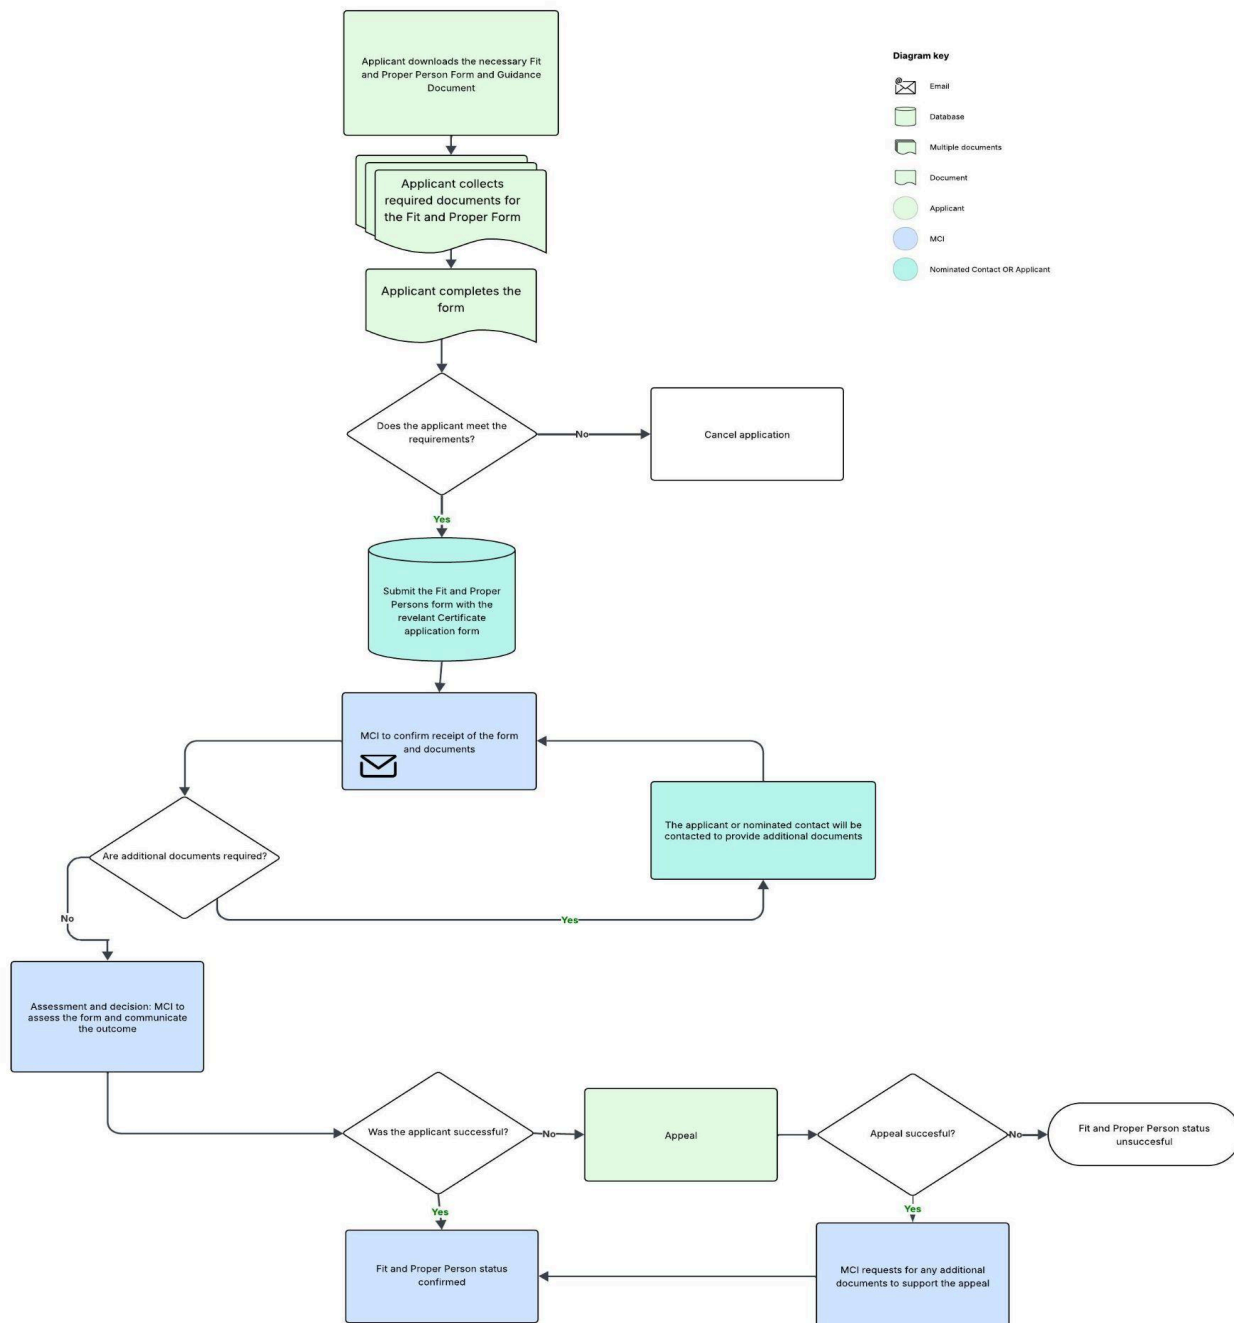 Applicant downloads the necessary Fit
and Proper Person Form and Guidance
Document
Diagram key
Email
Database
Multiple documents
Document
Applicant
MCI
Nominated Contact OR Applicant
Applicant collects
required documents for
the Fit and Proper Form
Applicant completes the
form
Does the applicant meet the
requirements?
No
Cancel application
Yes
Submit the Fit and Proper
Persons form with the
revelant Certificate
application form
MCI to confirm receipt of the form
and documents
The applicant or nominated contact will be
contacted to provide additional documents
Are additional documents required?
Yes
No
Assessment and decision: MCI to
assess the form and communicate
the outcome
Was the applicant successful?
No
Appeal
Appeal succesful?
No
Fit and Proper Person status
unsuccesful
Yes
Yes
Fit and Proper Person status
confirmed
MCI requests for any additional
documents to support the appeal